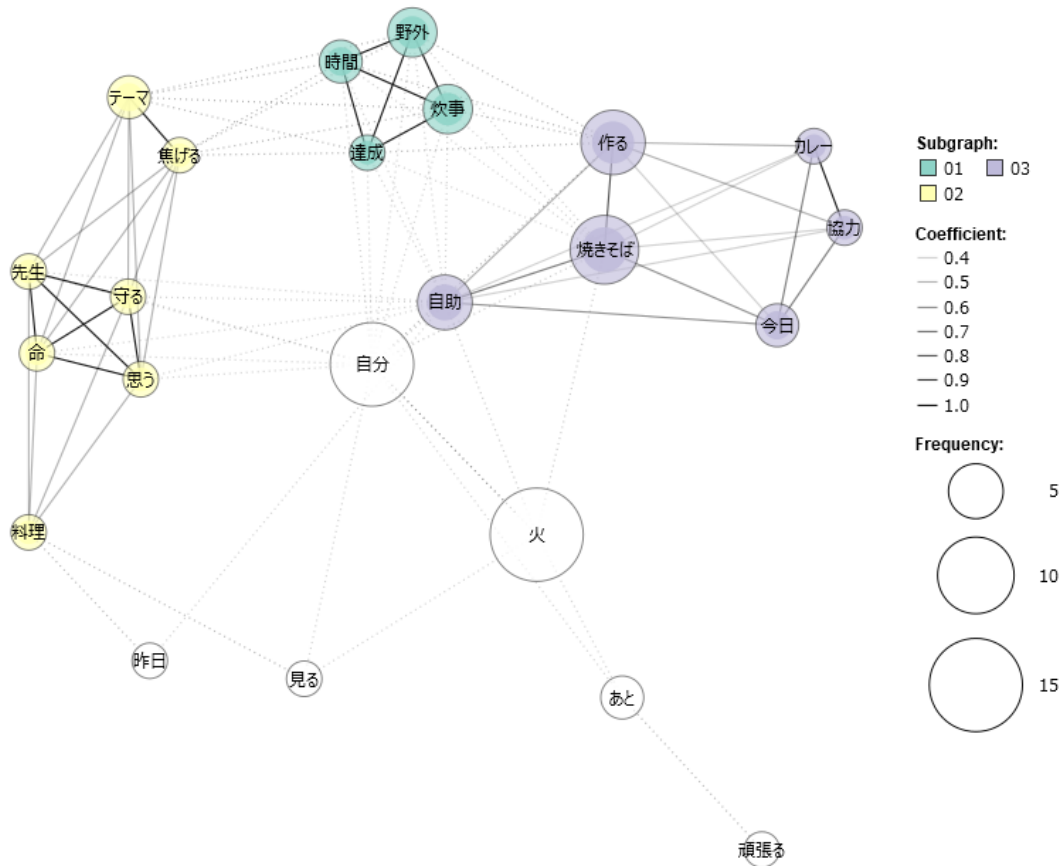 野外
時間
テーマ
炊事
焦げる
達成
作る
カレー
協力
焼きそば
先生
守る
自助
今日
命
思う
自分
料理
火
昨日
見る
あと
頑張る
Subgraph:
01 03
02
Coefficient:
0.4
0.5
0.6
0.7
0.8
0.9
1.0
Frequency:
5
10
15